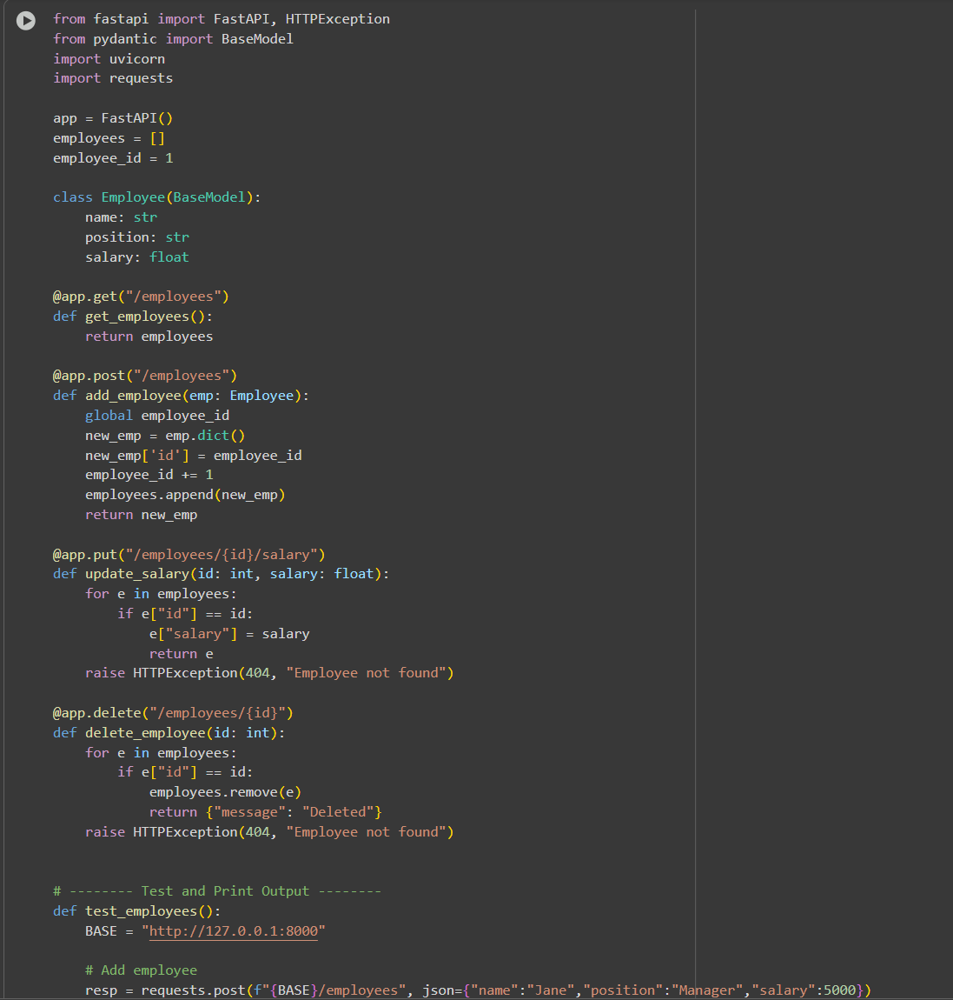 from fastapi import FastAPI, HTTPException
from pydantic import BaseModel
import uvicorn
import requests

app = FastAPI()
employees = []
employee_id = 1

class Employee(BaseModel):
    name: str
    position: str
    salary: float

@app.get("/employees")
def get_employees():
    return employees

@app.post("/employees")
def add_employee(emp: Employee):
    global employee_id
    new_emp = emp.dict()
    new_emp['id'] = employee_id
    employee_id += 1
    employees.append(new_emp)
    return new_emp

@app.put("/employees/{id}/salary")
def update_salary(id: int, salary: float):
    for e in employees:
        if e["id"] == id:
            e["salary"] = salary
            return e
    raise HTTPException(404, "Employee not found")

@app.delete("/employees/{id}")
def delete_employee(id: int):
    for e in employees:
        if e["id"] == id:
            employees.remove(e)
            return {"message": "Deleted"}
    raise HTTPException(404, "Employee not found")


# -------- Test and Print Output --------
def test_employees():
    BASE = "http://127.0.0.1:8000"

    # Add employee
    resp = requests.post(f"{BASE}/employees", json={"name":"Jane","position":"Manager","salary":5000})